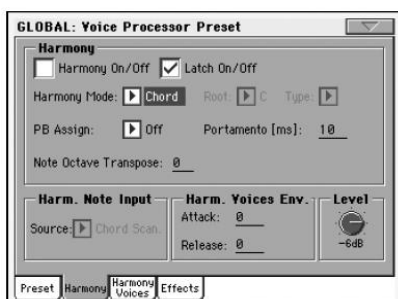 GLOBAL: Voice Processor Preset
Harmony
Harmony On/Off Latch On/Off
Harmony Mode: Chord Root: C Type:
PB Assign: Off Portamento [ms]: 10
Note Octave Transpose: 0
Harm. Note Input Harm. Voices Env. Level
Attack: 0
Source: Chord Scan.
Release: 0 -6dB
Preset Harmony Harmony Voices Effects